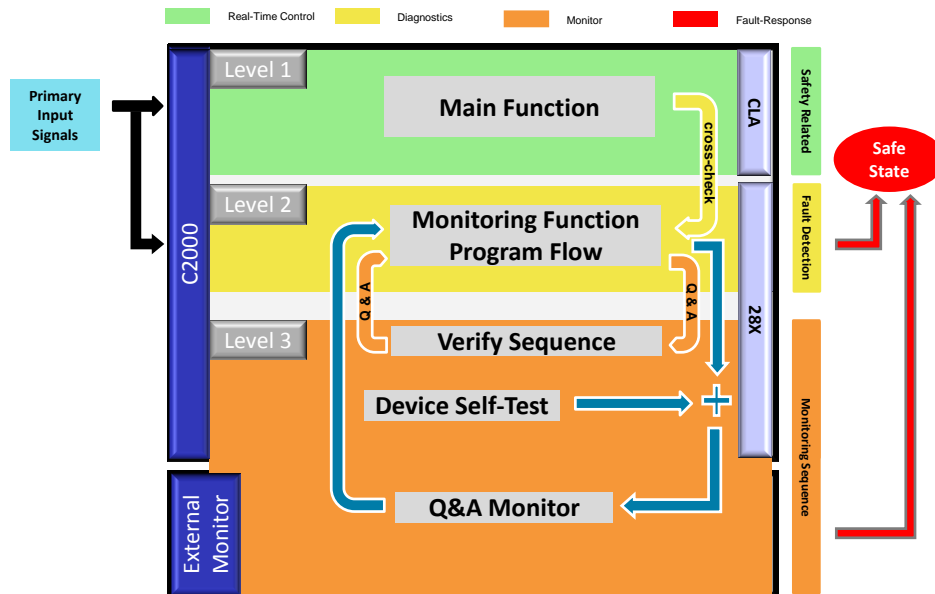 Real-Time Control
Diagnostics
Monitor
Fault-Response
Primary
Input
Signals
C2000
Level 1
Main Function
cross-check
CLA
Safety Related
Safe
State
Level 2
Monitoring Function
Program Flow
Fault Detection
Q & A
Q & A
28X
Level 3
Verify Sequence
Device Self-Test
Monitoring Sequence
Q&A Monitor
External
Monitor